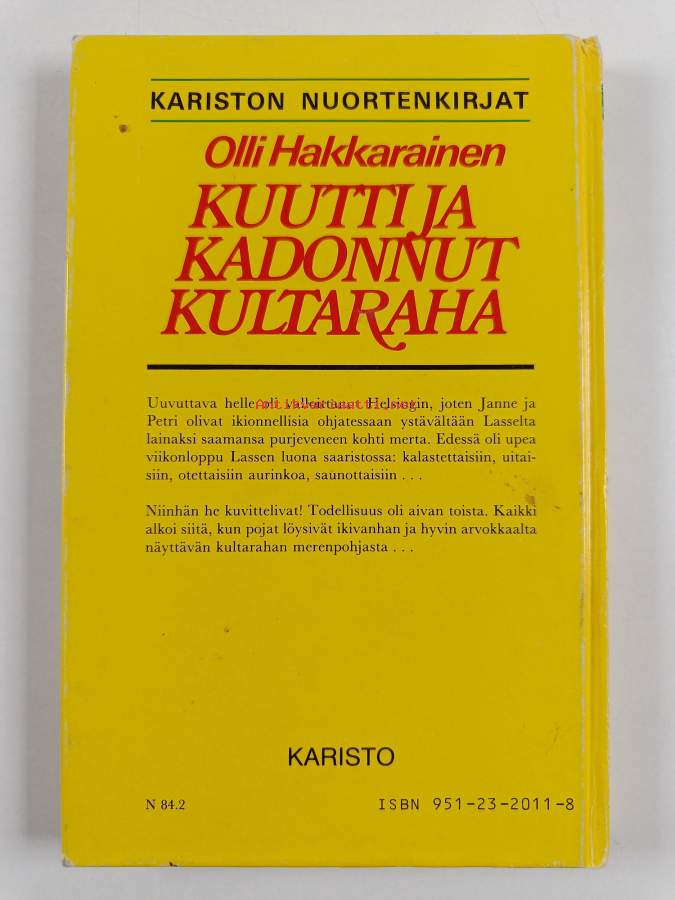 KARISTON NUORTENKIRJAT
Olli Hakkarainen
KUUTTI JA
KADONNUT
KULTARAHA
Uuvuttava helle oli valloittanut Helsingin, joten Janne ja
Petri olivat ikionnellisia ohjatessaan ystävältään Lasselta
lainaksi saamansa purjeveneen kohti merta. Edessä oli upea
viikonloppu Lassen luona saaristossa: kalastettaisiin, uitai-
siin, otettaisiin aurinkoa, saunottaisiin . . .
Niinhän he kuvittelivat! Todellisuus oli aivan toista. Kaikki
alkoi siitä, kun pojat löysivät ikivanhan ja hyvin arvokkaalta
näyttävän kultarahan merenpohjasta . . .
KARISTO
N 84.2
ISBN 951-23-2011-8